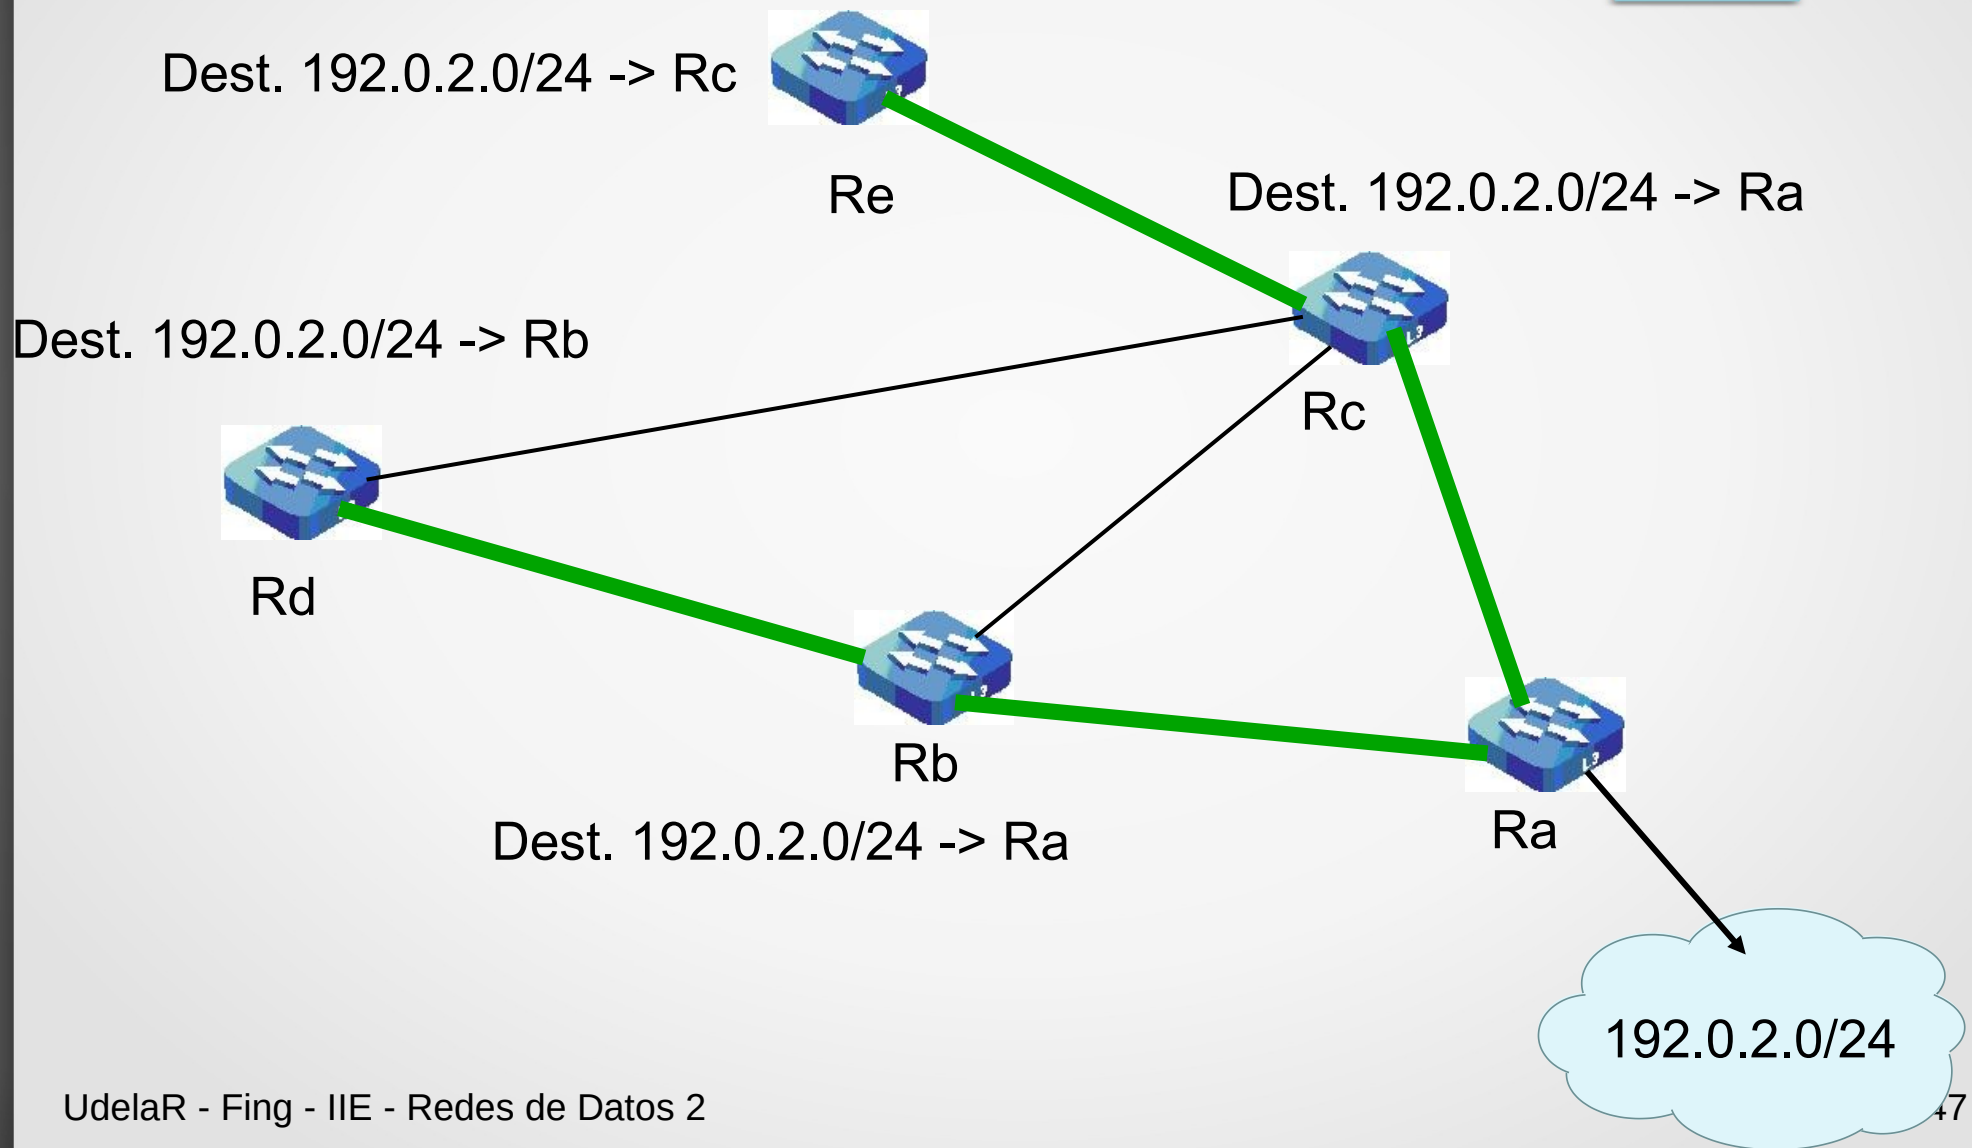 Dest. 192.0.2.0/24 -> Rc
Re
Dest. 192.0.2.0/24 -> Ra
Dest. 192.0.2.0/24 -> Rb
Rc
Rd
Rb
Dest. 192.0.2.0/24 -> Ra
Ra
192.0.2.0/24
UdelaR - Fing - IIE - Redes de Datos 2
47